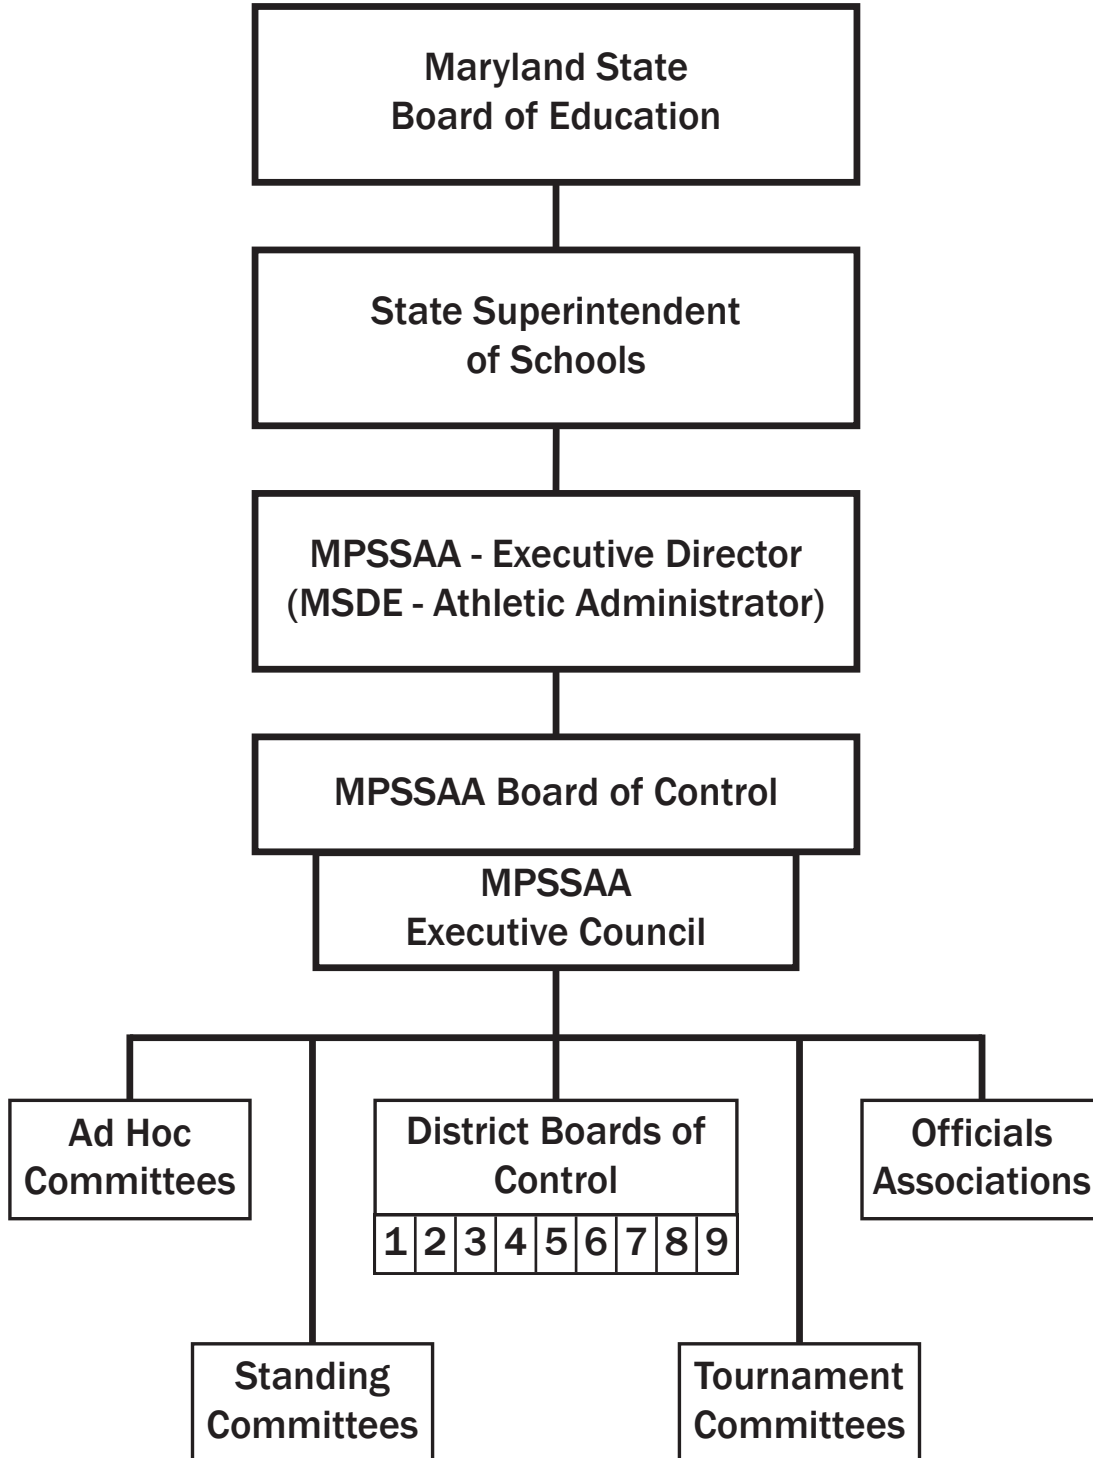 Maryland State
Board of Education
State Superintendent
of Schools
MPSSAA - Executive Director
(MSDE - Athletic Administrator)
MPSSAA Board of Control
MPSSAA
Executive Council
Ad Hoc
Committees
District Boards of
Control
1 2 3 4 5 6 7 8 9
Officials
Associations
Standing
Committees
Tournament
Committees